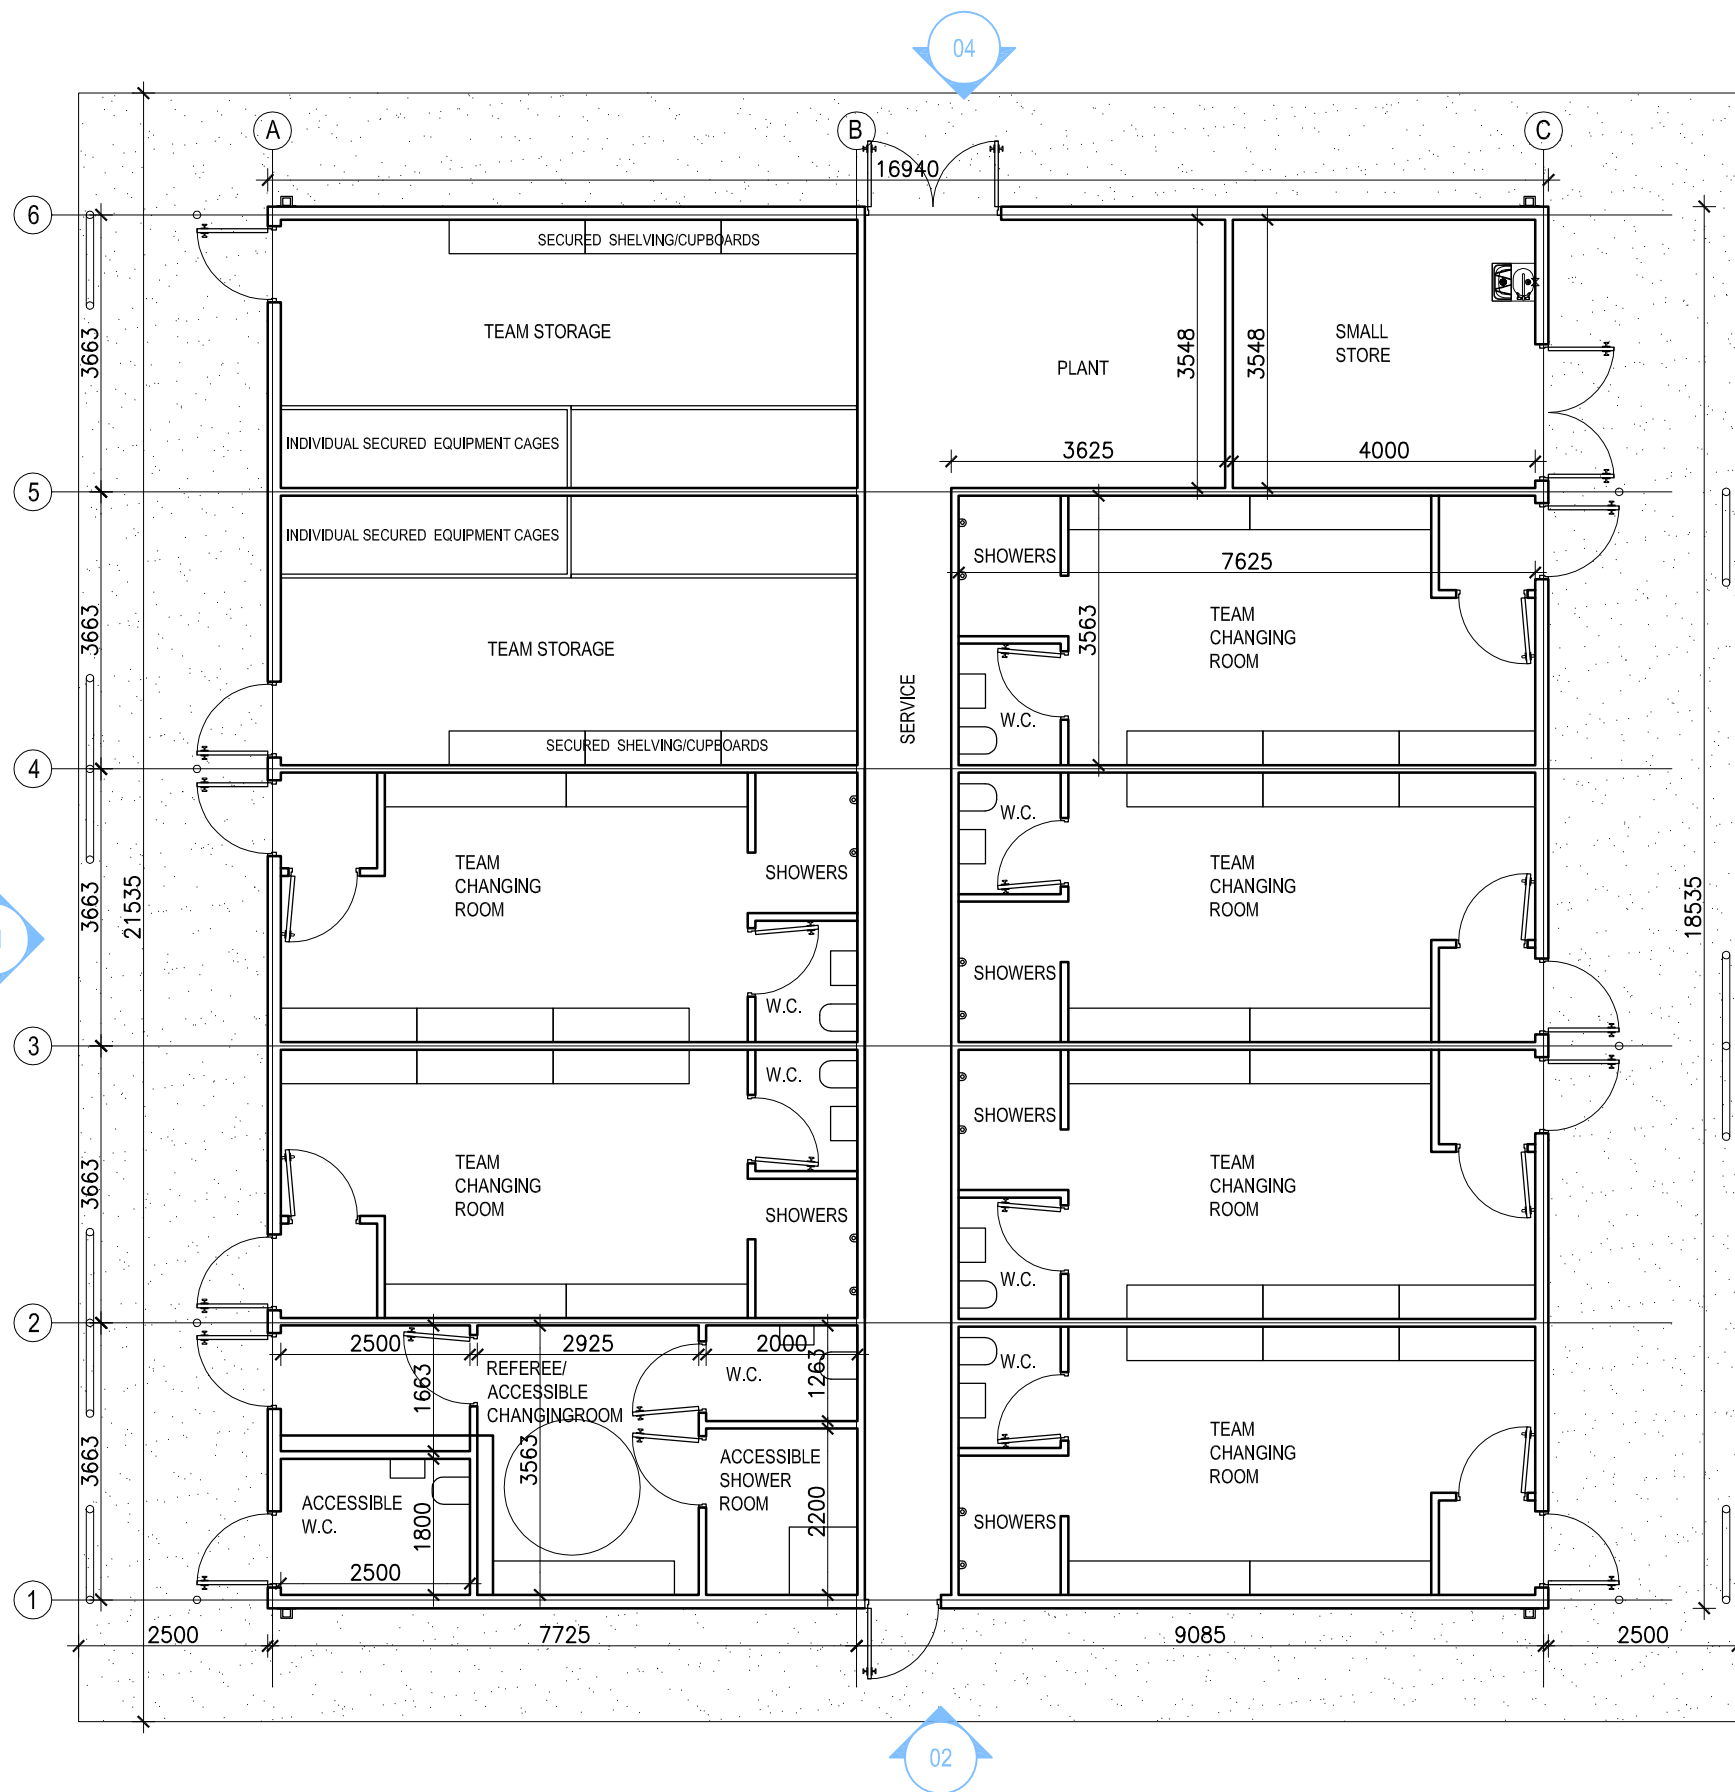 04
A
B
C
16940
6
SECURED SHELVING/CUPBOARDS
TEAM STORAGE
3663
PLANT
3548
3548
SMALL
STORE
INDIVIDUAL SECURED EQUIPMENT CAGES
3625
4000
5
INDIVIDUAL SECURED EQUIPMENT CAGES
SHOWERS
7625
3663
TEAM STORAGE
3563
TEAM
CHANGING
ROOM
SERVICE
W.C.
SECURED SHELVING/CUPBOARDS
4
TEAM
CHANGING
ROOM
SHOWERS
W.C.
TEAM
CHANGING
ROOM
3663
21535
18535
W.C.
SHOWERS
3
W.C.
SHOWERS
3663
TEAM
CHANGING
ROOM
SHOWERS
TEAM
CHANGING
ROOM
W.C.
2
2500
2925
2000
1663
REFEREE/
ACCESSIBLE
CHANGINGROOM
W.C.
1263
W.C.
3663
3563
ACCESSIBLE
SHOWER
ROOM
TEAM
CHANGING
ROOM
ACCESSIBLE
W.C.
1800
2200
SHOWERS
2500
1
2500
7725
9085
2500
02